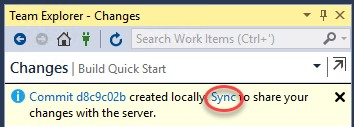 Team Explorer - Changes
Search Work Items (Ctrl+')
Changes | Build Quick Start
Commit d8c9c02b created locally. Sync to share your
changes with the server.